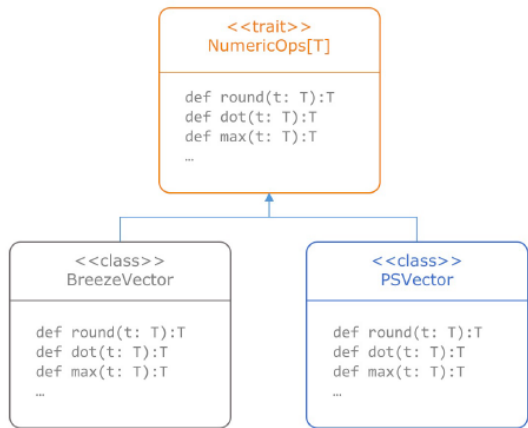 <<trait>>
NumericOps[T]
def round(t: T):T
def dot(t: T):T
def max(t: T):T
…
<<class>>
BreezeVector
def round(t: T):T
def dot(t: T):T
def max(t: T):T
…
<<class>>
PSVector
def round(t: T):T
def dot(t: T):T
def max(t: T):T
…